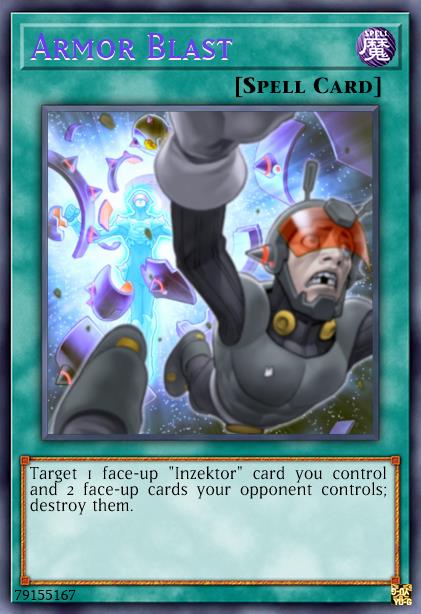 Armor Blast
SPELL
魔
[Spell Card]
Target 1 face-up "Inzektor" card you control
and 2 face-up cards your opponent controls;
destroy them.
79155167